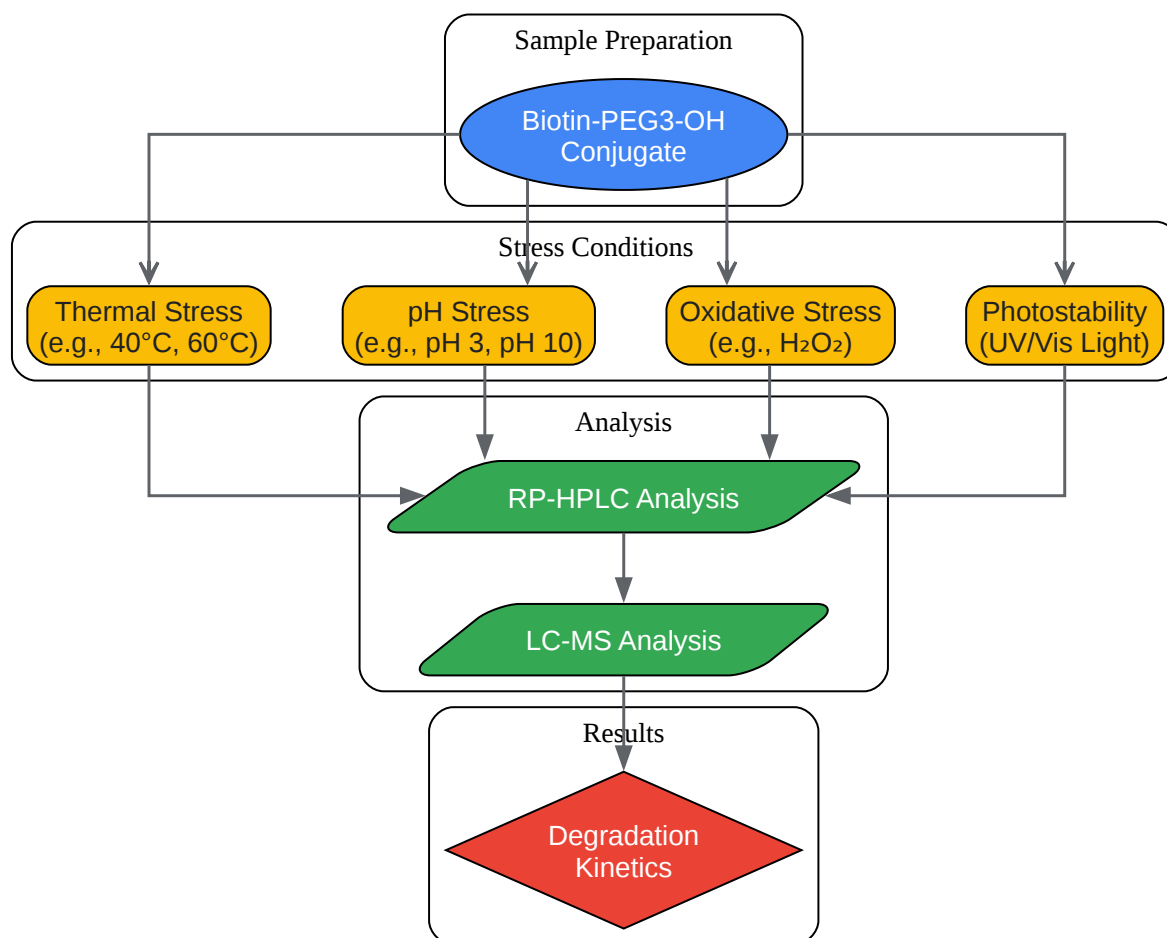 Sample Preparation
Biotin-PEG3-OH
Conjugate
Stress Conditions
Thermal Stress
(e.g., 40°C, 60°C)
pH Stress
(e.g., pH 3, pH 10)
Oxidative Stress
(e.g., H₂O₂)
Photostability
(UV/Vis Light)
Analysis
RP-HPLC Analysis
LC-MS Analysis
Results
Degradation
Kinetics